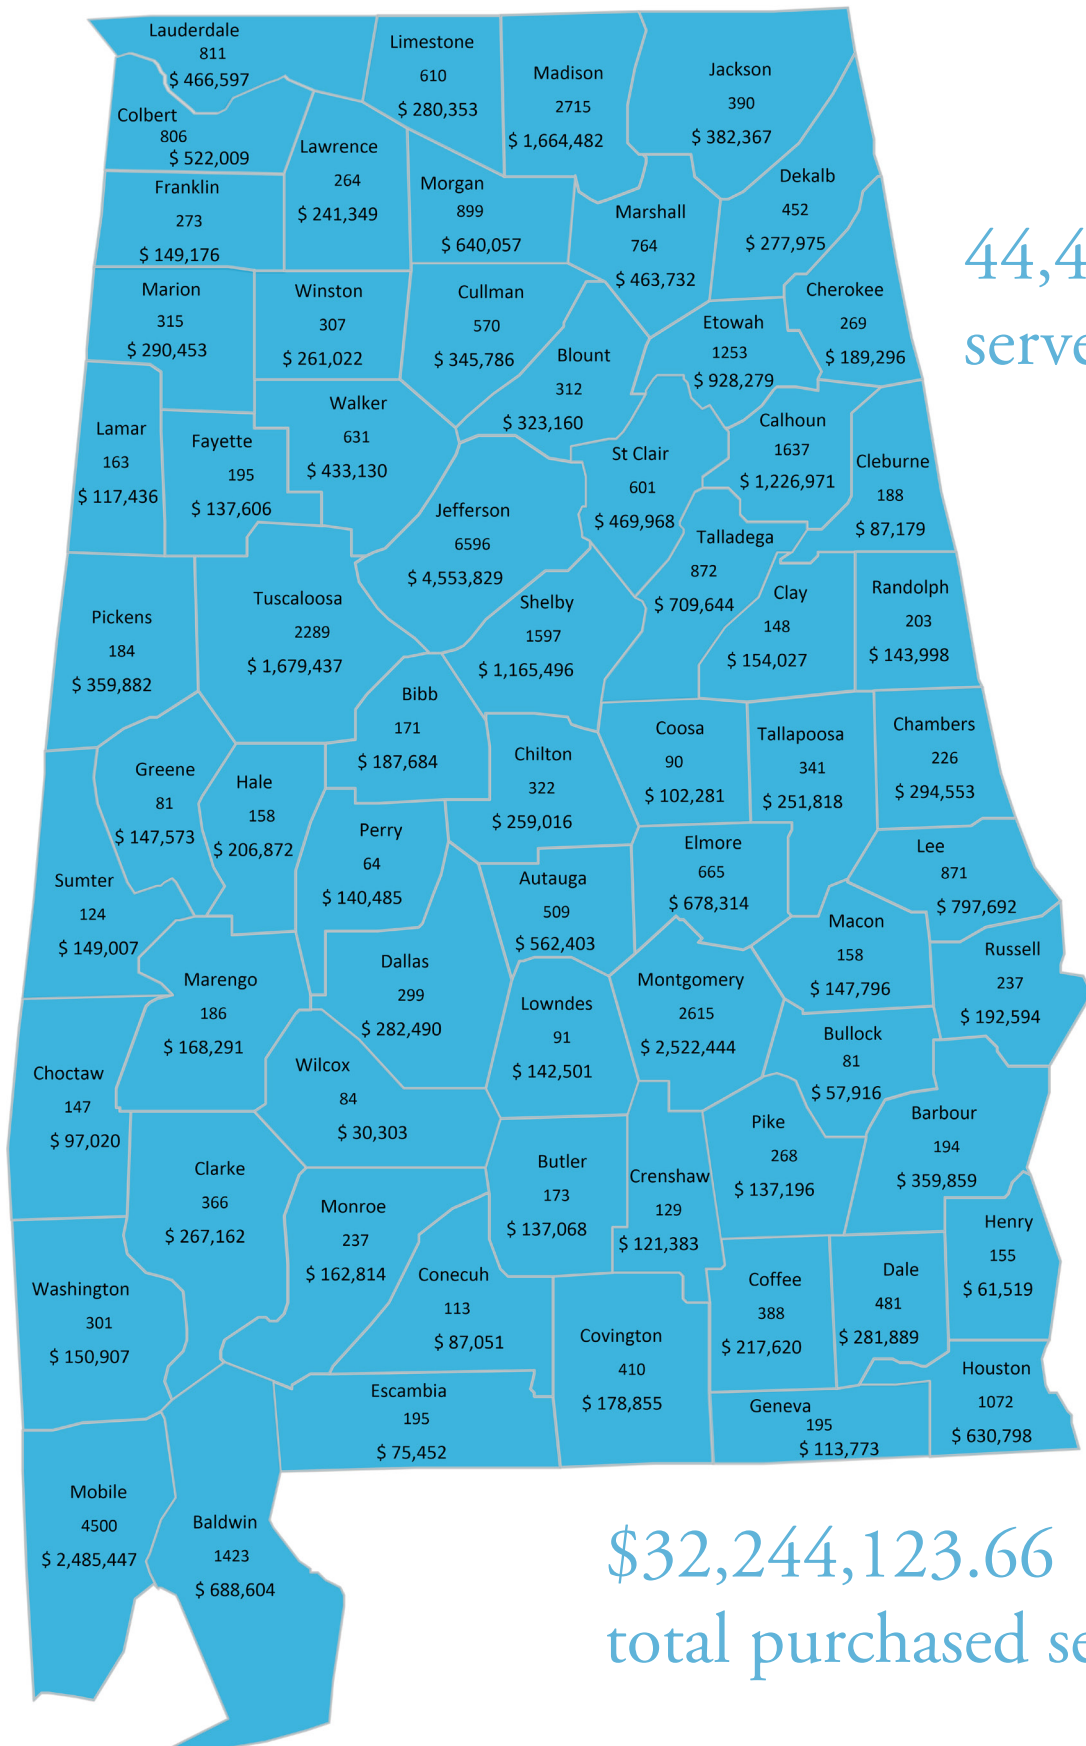 Lauderdale
811
$ 466,597
Limestone
610
$ 280,353
Madison
2715
$ 1,664,482
Jackson
390
$ 382,367
Colbert
806
$ 522,009
Lawrence
264
$ 241,349
Franklin
273
$ 149,176
Morgan
899
$ 640,057
Marshall
764
$ 463,732
Dekalb
452
$ 277,975
44,4
serve
Marion
315
$ 290,453
Winston
307
$ 261,022
Cullman
570
$ 345,786
Blount
312
$ 323,160
Etowah
1253
$ 928,279
Cherokee
269
$ 189,296
Lamar
163
$ 117,436
Fayette
195
$ 137,606
Walker
631
$ 433,130
Jefferson
6596
$ 4,553,829
St Clair
601
$ 469,968
Calhoun
1637
$ 1,226,971
Cleburne
188
$ 87,179
Talladega
872
$ 709,644
Clay
148
$ 154,027
Randolph
203
$ 143,998
Pickens
184
$ 359,882
Tuscaloosa
2289
$ 1,679,437
Shelby
1597
$ 1,165,496
Bibb
171
$ 187,684
Chilton
322
$ 259,016
Coosa
90
$ 102,281
Tallapoosa
341
$ 251,818
Chambers
226
$ 294,553
Greene
81
$ 147,573
Hale
158
$ 206,872
Perry
64
$ 140,485
Autauga
509
$ 562,403
Elmore
665
$ 678,314
Lee
871
$ 797,692
Sumter
124
$ 149,007
Marengo
186
$ 168,291
Dallas
299
$ 282,490
Lowndes
91
$ 142,501
Montgomery
2615
$ 2,522,444
Macon
158
$ 147,796
Russell
237
$ 192,594
Bullock
81
$ 57,916
Choctaw
147
$ 97,020
Wilcox
84
$ 30,303
Clarke
366
$ 267,162
Monroe
237
$ 162,814
Butler
173
$ 137,068
Crenshaw
129
$ 121,383
Pike
268
$ 137,196
Barbour
194
$ 359,859
Henry
155
$ 61,519
Washington
301
$ 150,907
Conecuh
113
$ 87,051
Covington
410
$ 178,855
Coffee
388
$ 217,620
Dale
481
$ 281,889
Houston
1072
$ 630,798
Escambia
195
$ 75,452
Geneva
195
$ 113,773
Mobile
4500
$ 2,485,447
Baldwin
1423
$ 688,604
$32,244,123.66
total purchased se